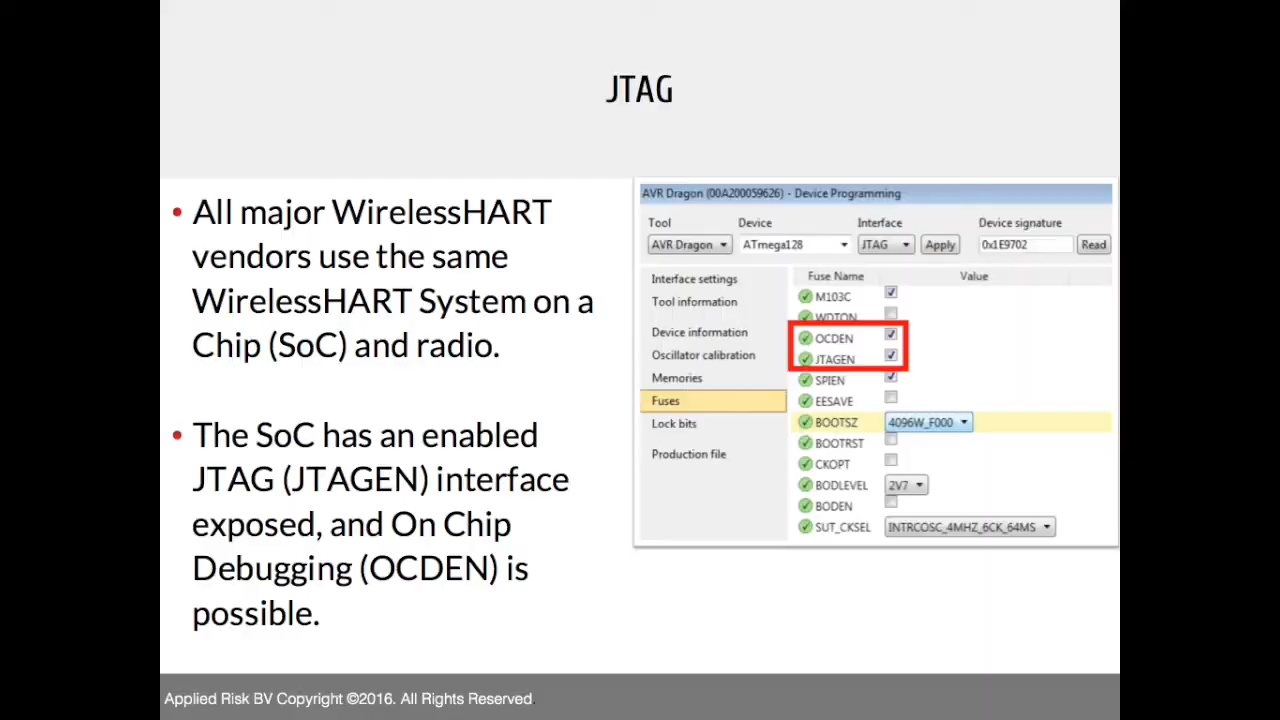 JTAG
• All major WirelessHART
vendors use the same
WirelessHART System on a
Chip (SoC) and radio.
• The SoC has an enabled
JTAG (JTAGEN) interface
exposed, and On Chip
Debugging (OCDEN) is
possible.
AVR Dragon (00A200059626) - Device Programming
Tool Device Interface Device signature
AVR Dragon ATmega128 JTAG Apply 0x1E9702 Read
Interface settings
Tool information
Device information
Oscillator calibration
Memories
Fuses
Lock bits
Production file
Fuse Name Value
M103C
WDTON
OCDEN
JTAGEN
SPIEN
EESAVE
BOOTSZ 4096W_F000
BOOTRST
CKOPT
BODLEVEL 2V7
BODEN
SUT_CKSEL INTRCOSC_4MHZ_6CK_64MS
Applied Risk BV Copyright ©2016. All Rights Reserved.